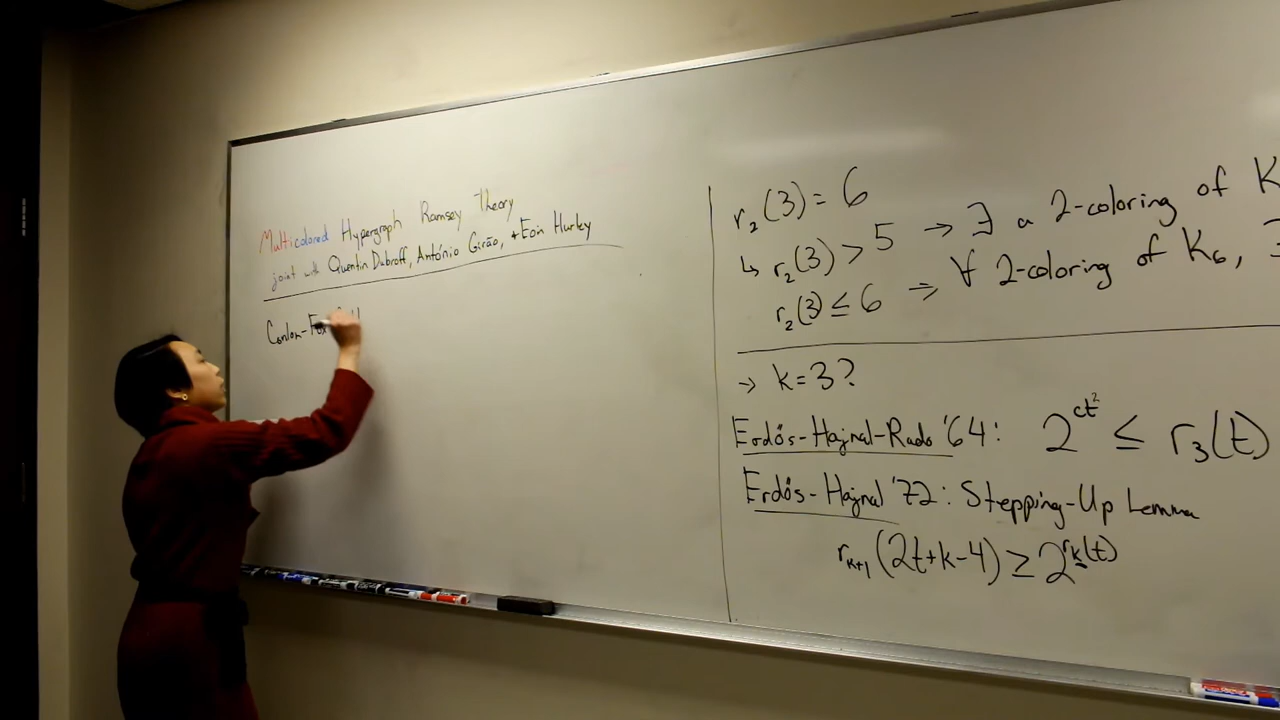 Multicolored Hypergraph Ramsey Theory
joint with Quentin Dubroff, António Girão, + Eoin Hurley
Conlon-Fox
r₂(3) = 6
↳ r₂(3) > 5 → ∃ a 2-coloring of K
r₂(3) ≤ 6 → ∀ 2-coloring of K₆,
→ k=3?
Erdős-Hajnal-Rado '64: 2^{ct²} ≤ r₃(t)
Erdős-Hajnal '72: Stepping-Up Lemma
r_{k+1}(2t+k-4) ≥ 2^{r_k(t)}